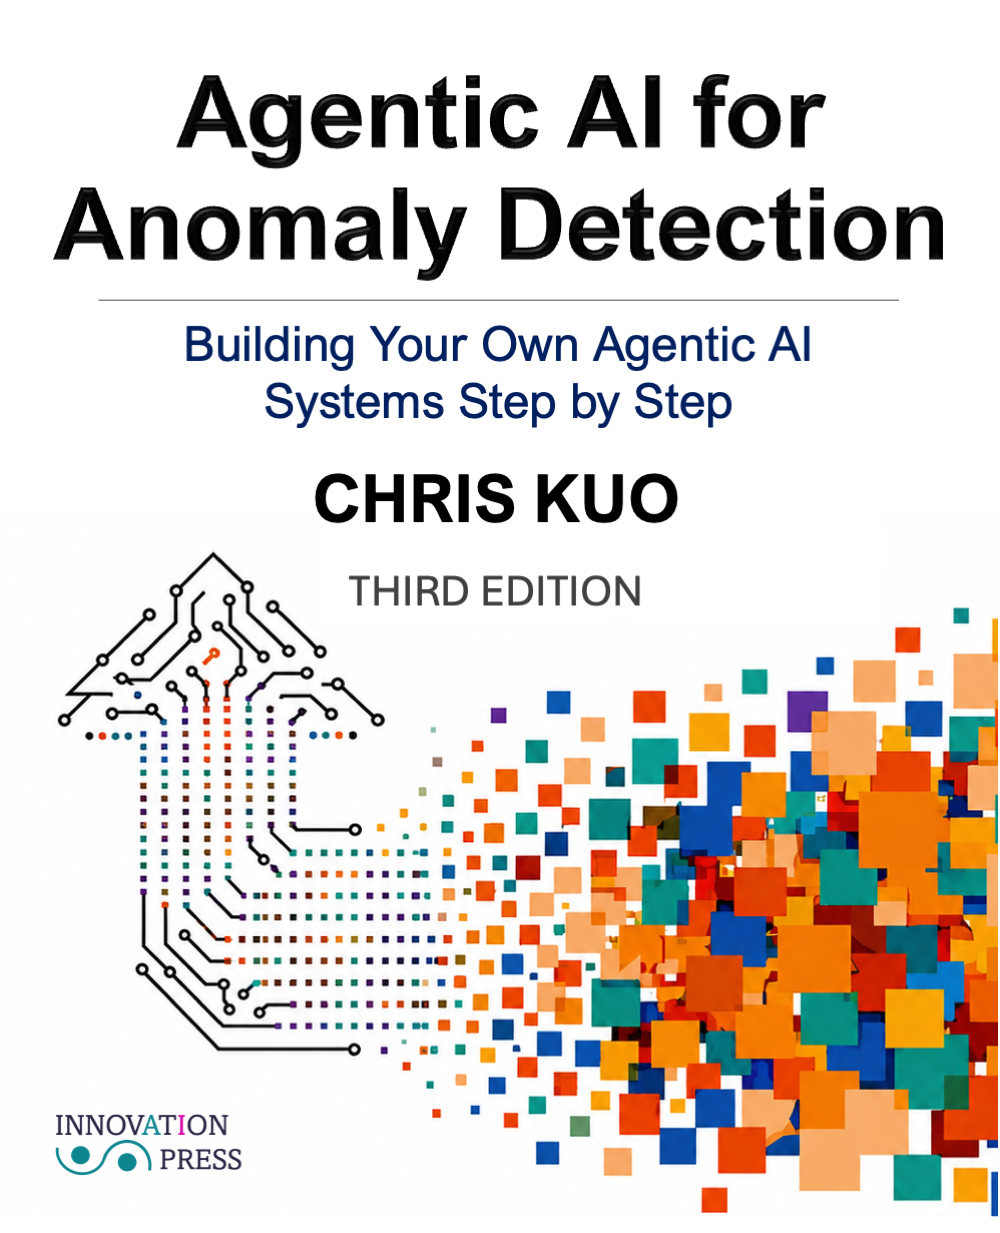 Agentic AI for
Anomaly Detection
Building Your Own Agentic AI
Systems Step by Step
CHRIS KUO
THIRD EDITION
INNOVATION
PRESS